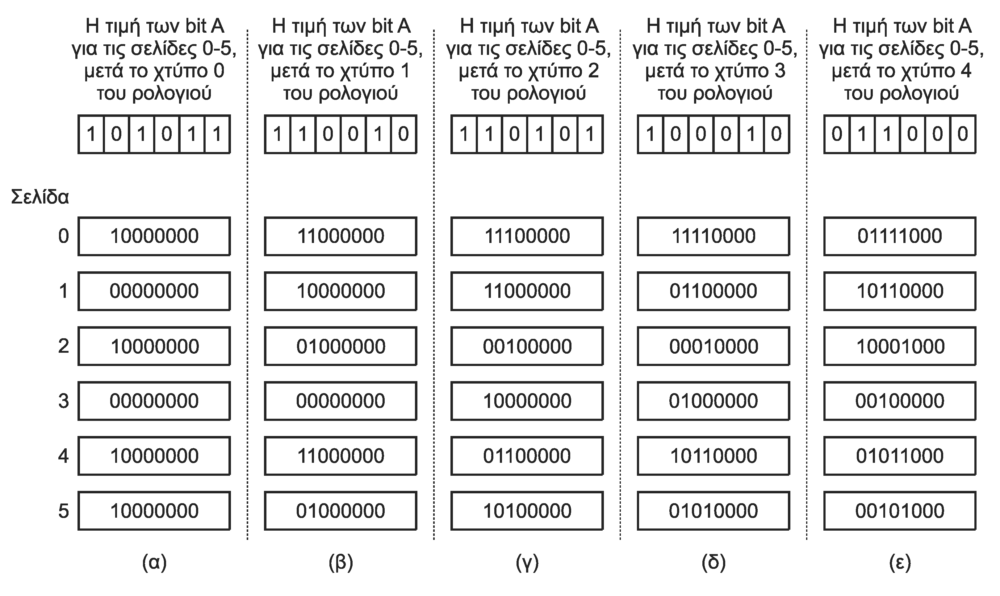 Η τιμή των bit A
για τις σελίδες 0-5,
μετά το χτύπο 0
του ρολογιού
Η τιμή των bit A
για τις σελίδες 0-5,
μετά το χτύπο 1
του ρολογιού
Η τιμή των bit A
για τις σελίδες 0-5,
μετά το χτύπο 2
του ρολογιού
Η τιμή των bit A
για τις σελίδες 0-5,
μετά το χτύπο 3
του ρολογιού
Η τιμή των bit A
για τις σελίδες 0-5,
μετά το χτύπο 4
του ρολογιού
1 0 1 0 1 1
1 1 0 0 1 0
1 1 0 1 0 1
1 0 0 0 1 0
0 1 1 0 0 0
Σελίδα
0 10000000 11000000 11100000 11110000 01111000
1 00000000 10000000 11000000 01100000 10110000
2 10000000 01000000 00100000 00010000 10001000
3 00000000 00000000 10000000 01000000 00100000
4 10000000 11000000 01100000 10110000 01011000
5 10000000 01000000 10100000 01010000 00101000
(α) (β) (γ) (δ) (ε)